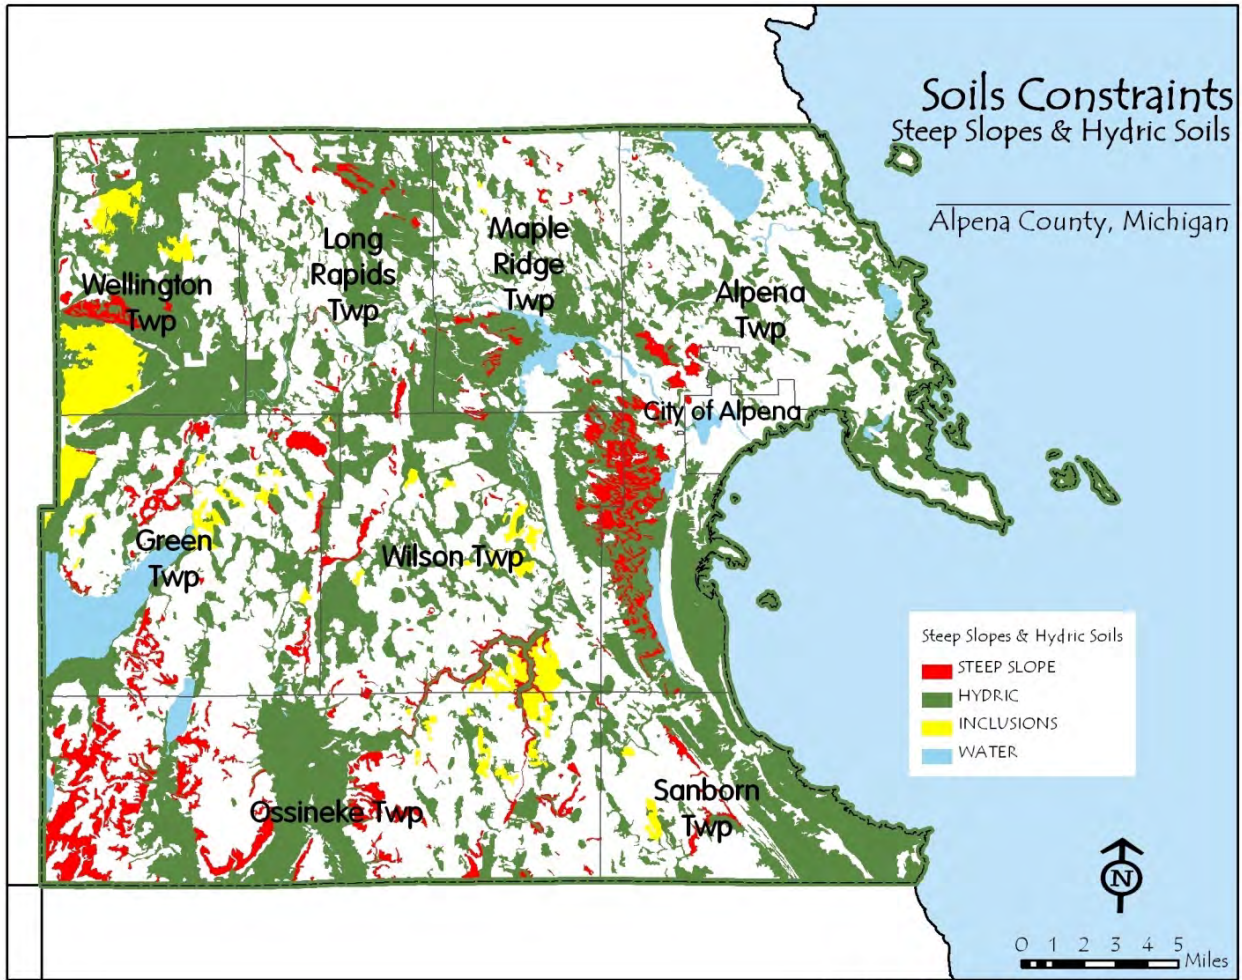 Soils Constraints
Steep Slopes & Hydric Soils
Alpena County, Michigan
Long
Rapids
Twp
Maple
Ridge
Twp
Wellington
Twp
Alpena
Twp
City of Alpena
Green
Twp
Wilson Twp
Ossineke Twp
Sanborn
Twp
Steep Slopes & Hydric Soils
STEEP SLOPE
HYDRIC
INCLUSIONS
WATER
N
0 1 2 3 4 5
Miles